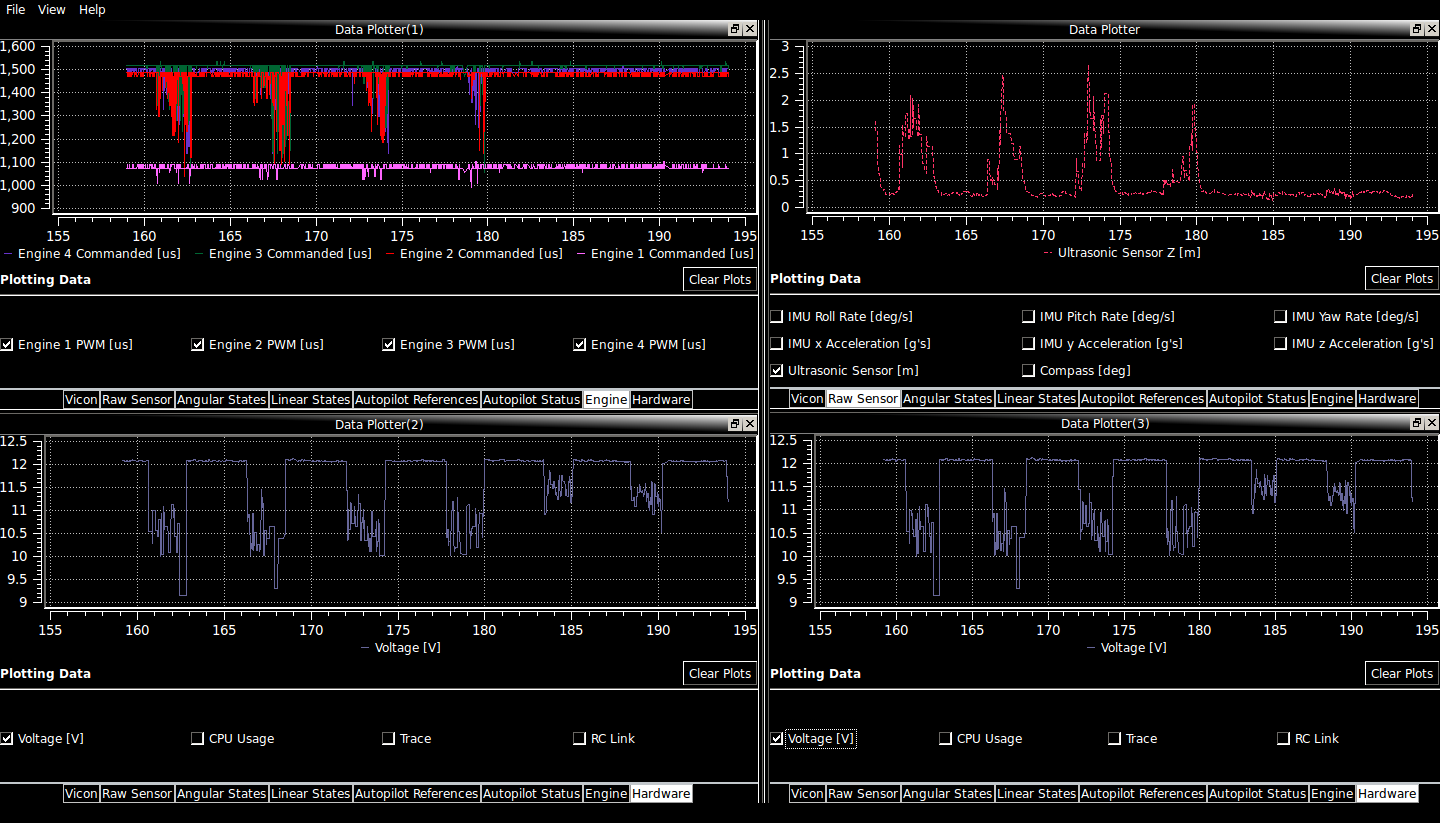 File View Help
Data Plotter(1)
1,600
1,500
1,400
1,300
1,200
1,100
1,000
900
155 160 165 170 175 180 185 190 195
Engine 4 Commanded [us] Engine 3 Commanded [us] Engine 2 Commanded [us] Engine 1 Commanded [us]
Plotting Data Clear Plots
Engine 1 PWM [us] Engine 2 PWM [us] Engine 3 PWM [us] Engine 4 PWM [us]
Vicon Raw Sensor Angular States Linear States Autopilot References Autopilot Status Engine Hardware
Data Plotter
3
2.5
2
1.5
1
0.5
0
155 160 165 170 175 180 185 190 195
Ultrasonic Sensor Z [m]
Plotting Data Clear Plots
IMU Roll Rate [deg/s] IMU Pitch Rate [deg/s] IMU Yaw Rate [deg/s]
IMU x Acceleration [g's] IMU y Acceleration [g's] IMU z Acceleration [g's]
Ultrasonic Sensor [m] Compass [deg]
Vicon Raw Sensor Angular States Linear States Autopilot References Autopilot Status Engine Hardware
Data Plotter(2)
12.5
12
11.5
11
10.5
10
9.5
9
155 160 165 170 175 180 185 190 195
Voltage [V]
Plotting Data Clear Plots
Voltage [V] CPU Usage Trace RC Link
Vicon Raw Sensor Angular States Linear States Autopilot References Autopilot Status Engine Hardware
Data Plotter(3)
12.5
12
11.5
11
10.5
10
9.5
9
155 160 165 170 175 180 185 190 195
Voltage [V]
Plotting Data Clear Plots
Voltage [V] CPU Usage Trace RC Link
Vicon Raw Sensor Angular States Linear States Autopilot References Autopilot Status Engine Hardware